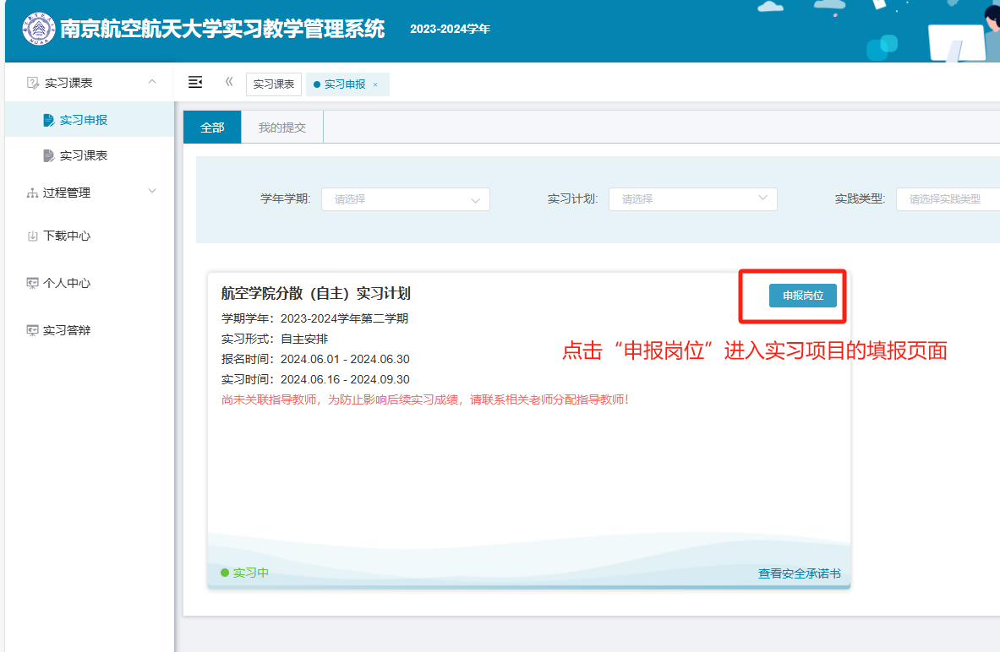 南京航空航天大学实习教学管理系统 2023-2024学年
实习课表
实习申报
实习课表
过程管理
下载中心
个人中心
实习答辩
实习课表 实习申报 ×
全部 我的提交
学年学期: 请选择 实习计划: 请选择 实践类型: 请选择实践类型
航空学院分散（自主）实习计划
申报岗位
学期学年：2023-2024学年第二学期
实习形式：自主安排
报名时间：2024.06.01 - 2024.06.30
实习时间：2024.06.16 - 2024.09.30
尚未关联指导教师，为防止影响后续实习成绩，请联系相关老师分配指导教师！
点击“申报岗位”进入实习项目的填报页面
实习中 查看安全承诺书